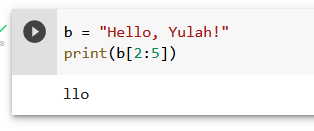 b = "Hello, Yulah!"
print(b[2:5])
llo